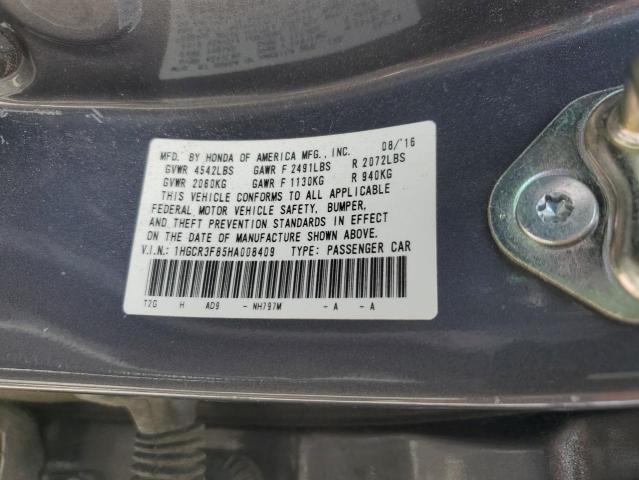 MFD. BY HONDA OF AMERICA MFG., INC. 08/'16
GVWR 4542LBS GAWR F 2491LBS R 2072LBS
GVWR 2060KG GAWR F 1130KG R 940KG
THIS VEHICLE CONFORMS TO ALL APPLICABLE
FEDERAL MOTOR VEHICLE SAFETY, BUMPER,
AND THEFT PREVENTION STANDARDS IN EFFECT
ON THE DATE OF MANUFACTURE SHOWN ABOVE.
V.I.N.: 1HGCR3F85HA008409 TYPE: PASSENGER CAR
T2G H AD9 - NH797M - A - A